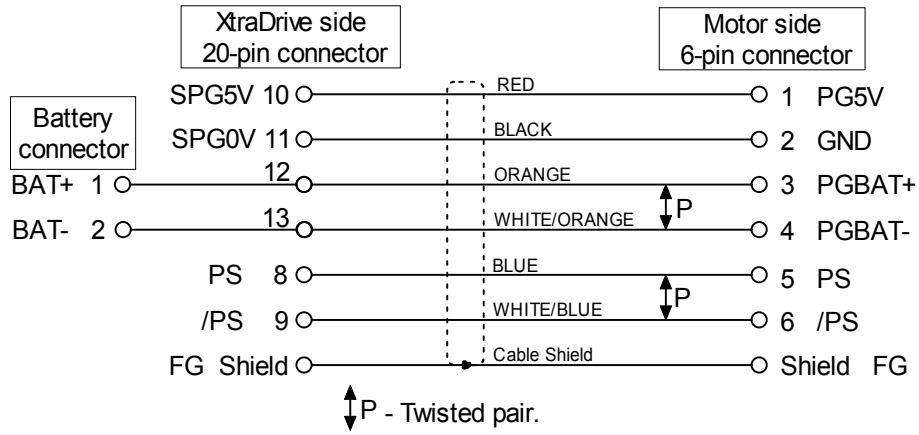 XtraDrive side
20-pin connector
Motor side
6-pin connector
Battery
connector
SPG5V 10 RED 1 PG5V
SPG0V 11 BLACK 2 GND
BAT+ 1 12 ORANGE 3 PGBAT+
P
BAT- 2 13 WHITE/ORANGE 4 PGBAT-
PS 8 BLUE 5 PS
P
/PS 9 WHITE/BLUE 6 /PS
FG Shield Cable Shield Shield FG
P - Twisted pair.